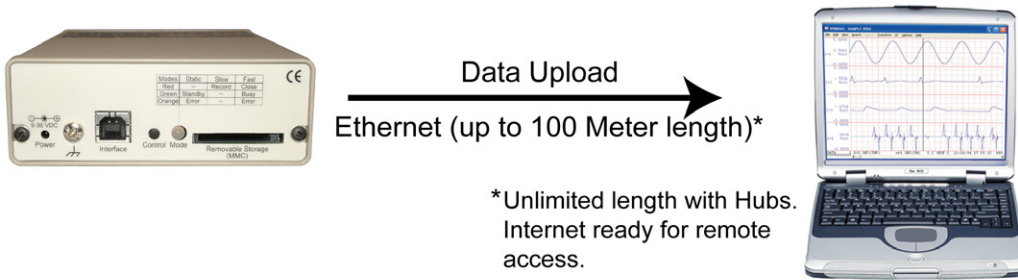 Modes Static Slow Fast
Red -- Record Close
Green Standby -- Busy
Orange Error -- Error
CE
9-36 VDC
Power
Interface
Control Mode
Removable Storage
(MMC)
Data Upload
Ethernet (up to 100 Meter length)*
*Unlimited length with Hubs.
Internet ready for remote
access.